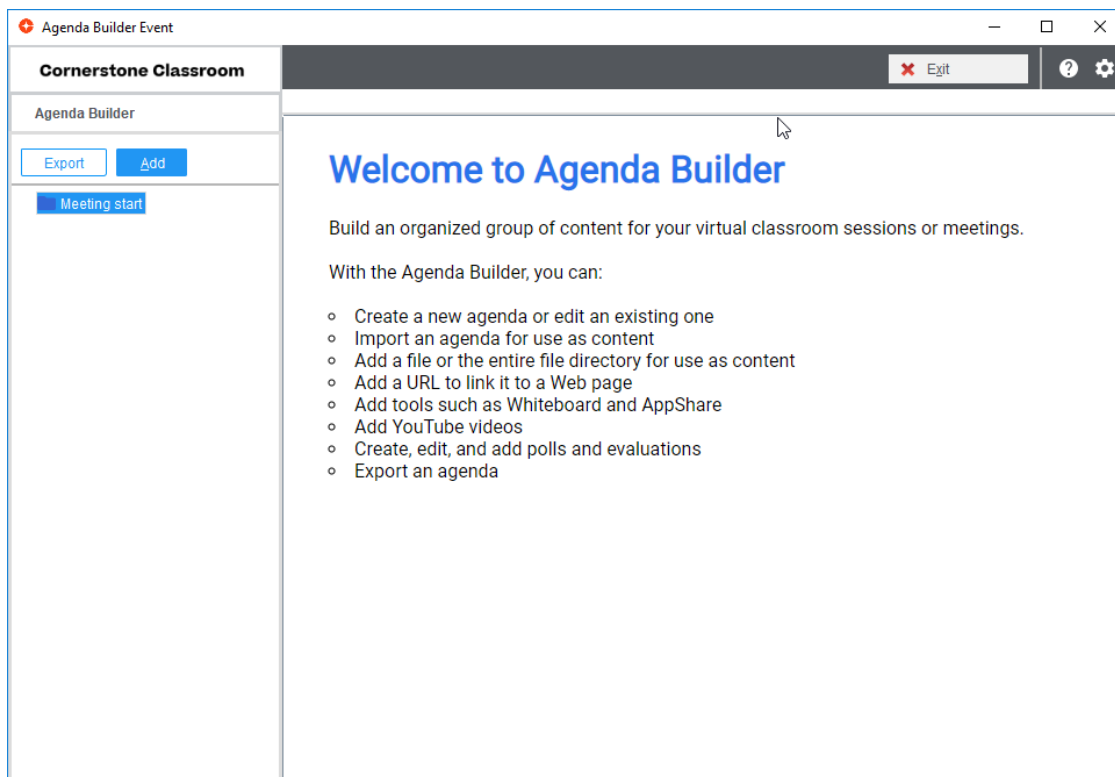 Agenda Builder Event
Cornerstone Classroom
Exit
Agenda Builder
Export
Add
Meeting start
Welcome to Agenda Builder
Build an organized group of content for your virtual classroom sessions or meetings.
With the Agenda Builder, you can:
Create a new agenda or edit an existing one
Import an agenda for use as content
Add a file or the entire file directory for use as content
Add a URL to link it to a Web page
Add tools such as Whiteboard and AppShare
Add YouTube videos
Create, edit, and add polls and evaluations
Export an agenda